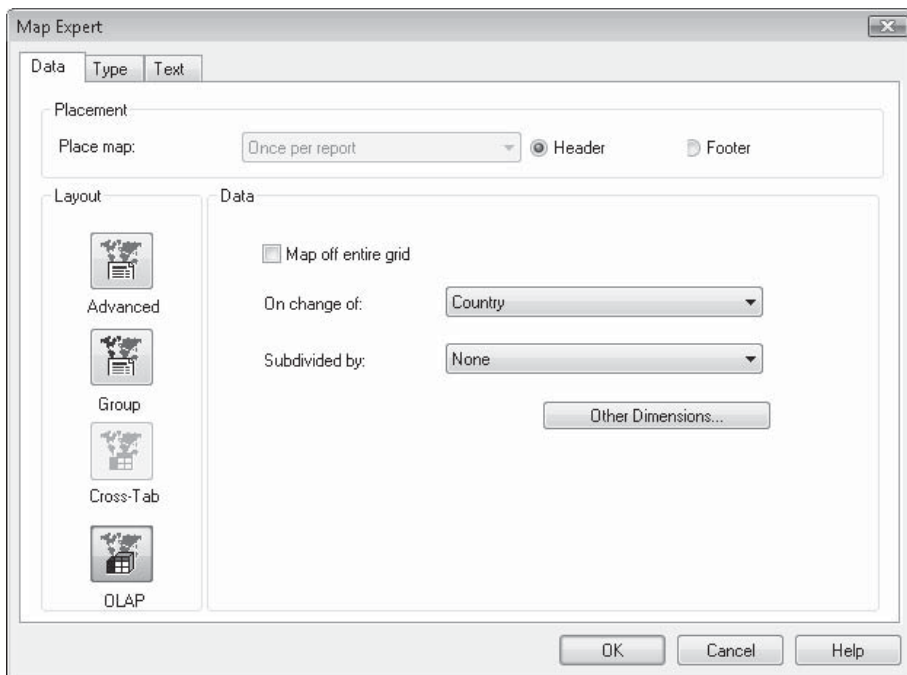 Map Expert
Data Type Text
Placement
Place map: Once per report Header Footer
Layout
Advanced
Group
Cross-Tab
OLAP
Data
Map off entire grid
On change of: Country
Subdivided by: None
Other Dimensions...
OK Cancel Help